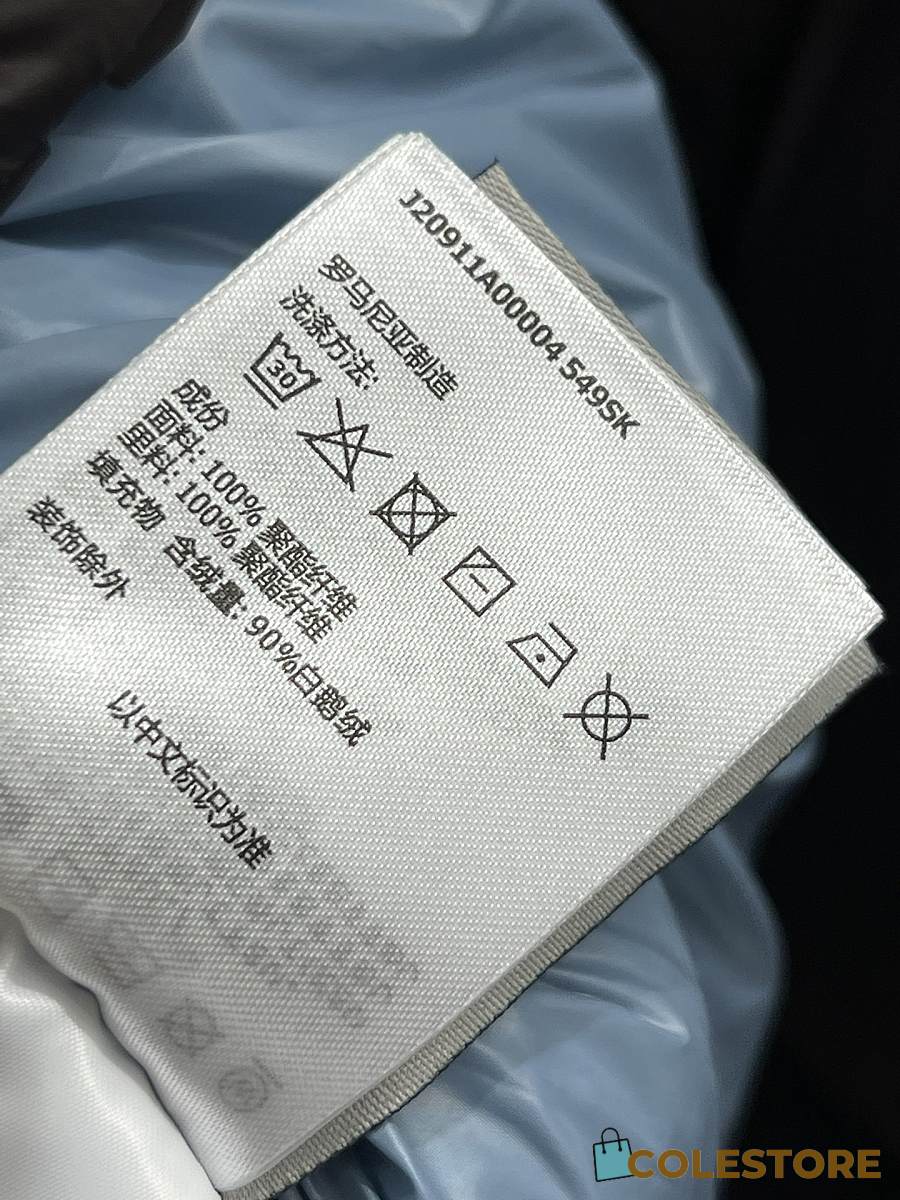 J20911A00004 549SK
罗马尼亚制造
洗涤方法:
30
成份
面料: 100% 聚酯纤维
里料: 100% 聚酯纤维
填充物 含绒量: 90%白鹅绒
装饰除外
以中文标识为准
COLESTORE